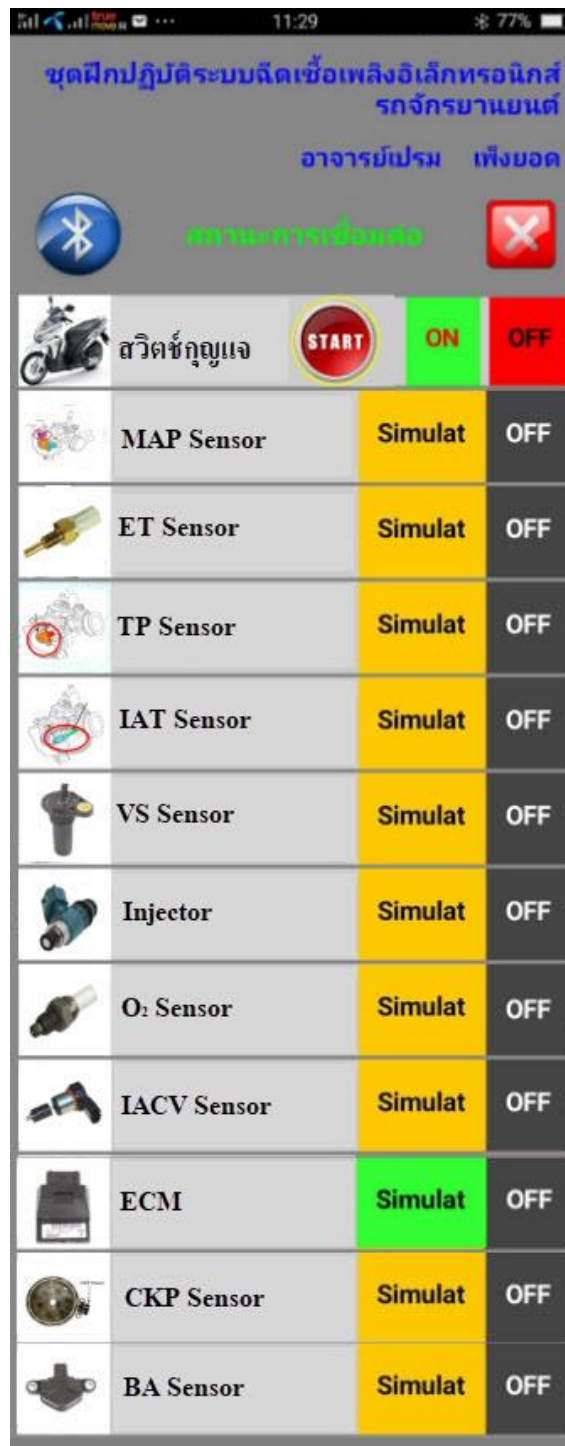 11:29
77%
ชุดฝึกปฏิบัติระบบฉีดเชื้อเพลิงอิเล็กทรอนิกส์
รถจักรยานยนต์
อาจารย์เปรม เพ็งยอด
สถานะการเชื่อมต่อ
สวิตช์กุญแจ START ON OFF
MAP Sensor Simulat OFF
ET Sensor Simulat OFF
TP Sensor Simulat OFF
IAT Sensor Simulat OFF
VS Sensor Simulat OFF
Injector Simulat OFF
O₂ Sensor Simulat OFF
IACV Sensor Simulat OFF
ECM Simulat OFF
CKP Sensor Simulat OFF
BA Sensor Simulat OFF